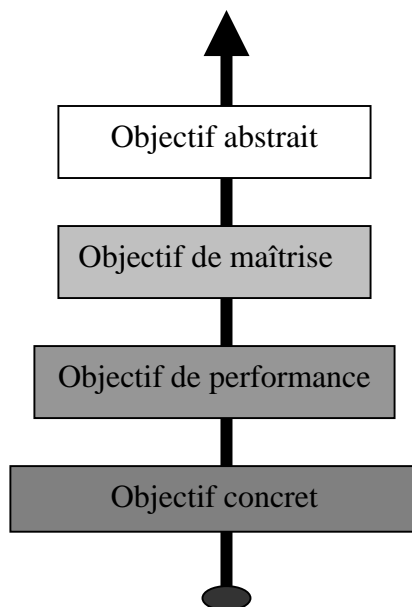 Objectif abstrait
Objectif de maîtrise
Objectif de performance
Objectif concret